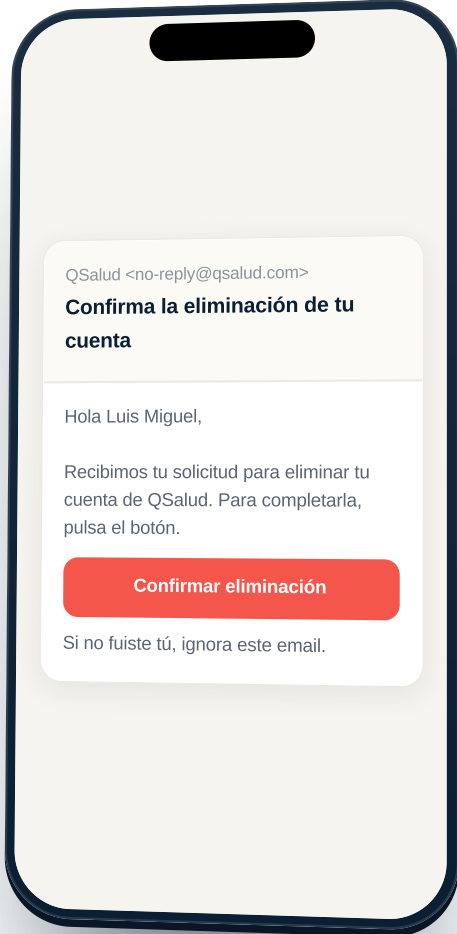 QSalud <no-reply@qsalud.com>
Confirma la eliminación de tu
cuenta
Hola Luis Miguel,
Recibimos tu solicitud para eliminar tu
cuenta de QSalud. Para completarla,
pulsa el botón.
Confirmar eliminación
Si no fuiste tú, ignora este email.